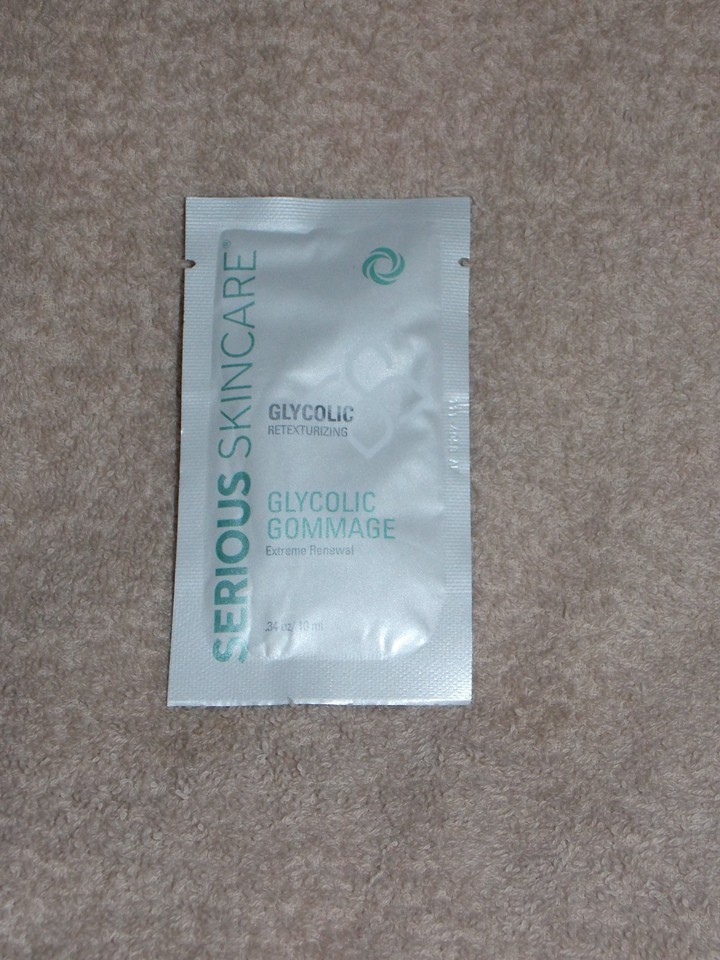 SERIOUS SKINCARE®
GLYCOLIC
RETEXTURIZING
GLYCOLIC
GOMMAGE
Extreme Renewal
.34 oz/ 10 ml